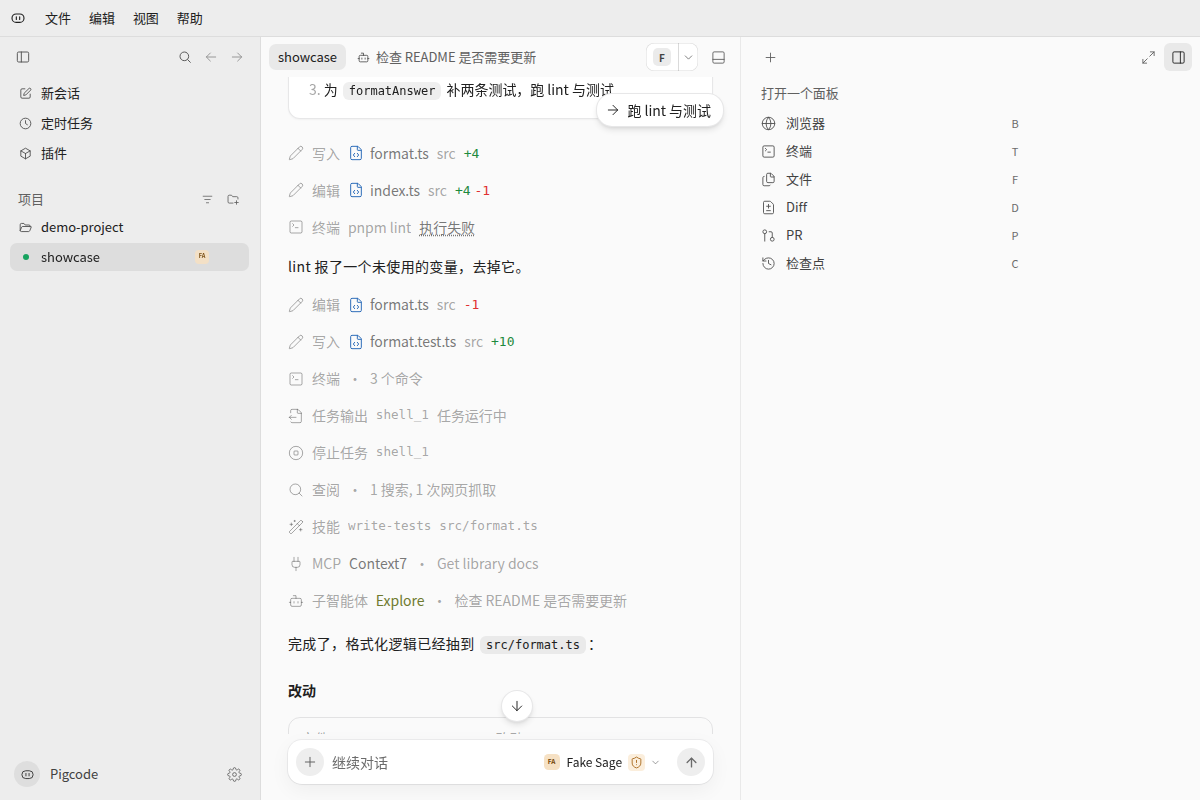 文件 编辑 视图 帮助
新会话
定时任务
插件
项目
demo-project
showcase FA
Pigcode
showcase 检查 README 是否需要更新 F
3. 为 formatAnswer 补两条测试，跑 lint 与测试
跑 lint 与测试
写入 format.ts src +4
编辑 index.ts src +4 -1
终端 pnpm lint 执行失败
lint 报了一个未使用的变量，去掉它。
编辑 format.ts src -1
写入 format.test.ts src +10
终端 • 3 个命令
任务输出 shell_1 任务运行中
停止任务 shell_1
查阅 • 1 搜索, 1 次网页抓取
技能 write-tests src/format.ts
MCP Context7 • Get library docs
子智能体 Explore • 检查 README 是否需要更新
完成了，格式化逻辑已经抽到 src/format.ts：
改动
继续对话 FA Fake Sage
打开一个面板
浏览器 B
终端 T
文件 F
Diff D
PR P
检查点 C